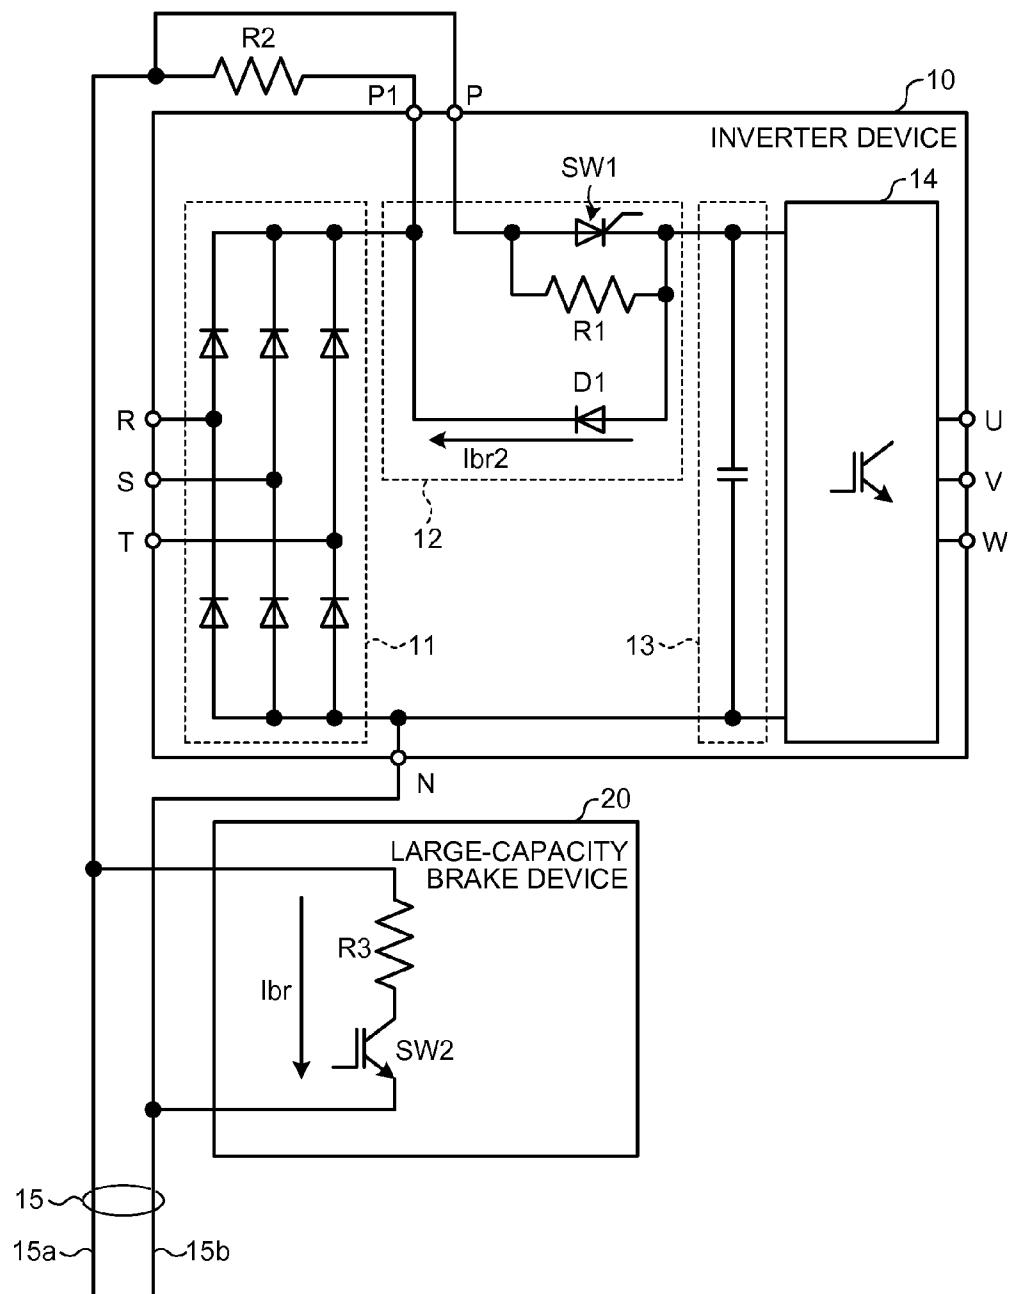 R2
P1
P
10
INVERTER DEVICE
SW1
14
R1
D1
R
U
Ibr2
S
V
12
T
W
11
13
N
20
LARGE-CAPACITY
BRAKE DEVICE
R3
Ibr
SW2
15
15a
15b